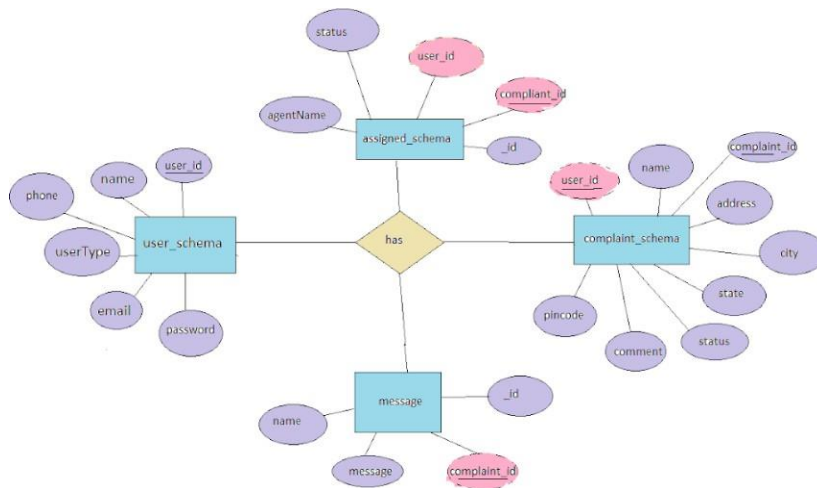 status
user_id
compliant_id
agentName
assigned_schema
_id
user_id
name
complaint_id
address
city
complaint_schema
state
status
comment
pincode
user_id
name
phone
user_schema
userType
email
password
has
message
_id
name
message
complaint_id